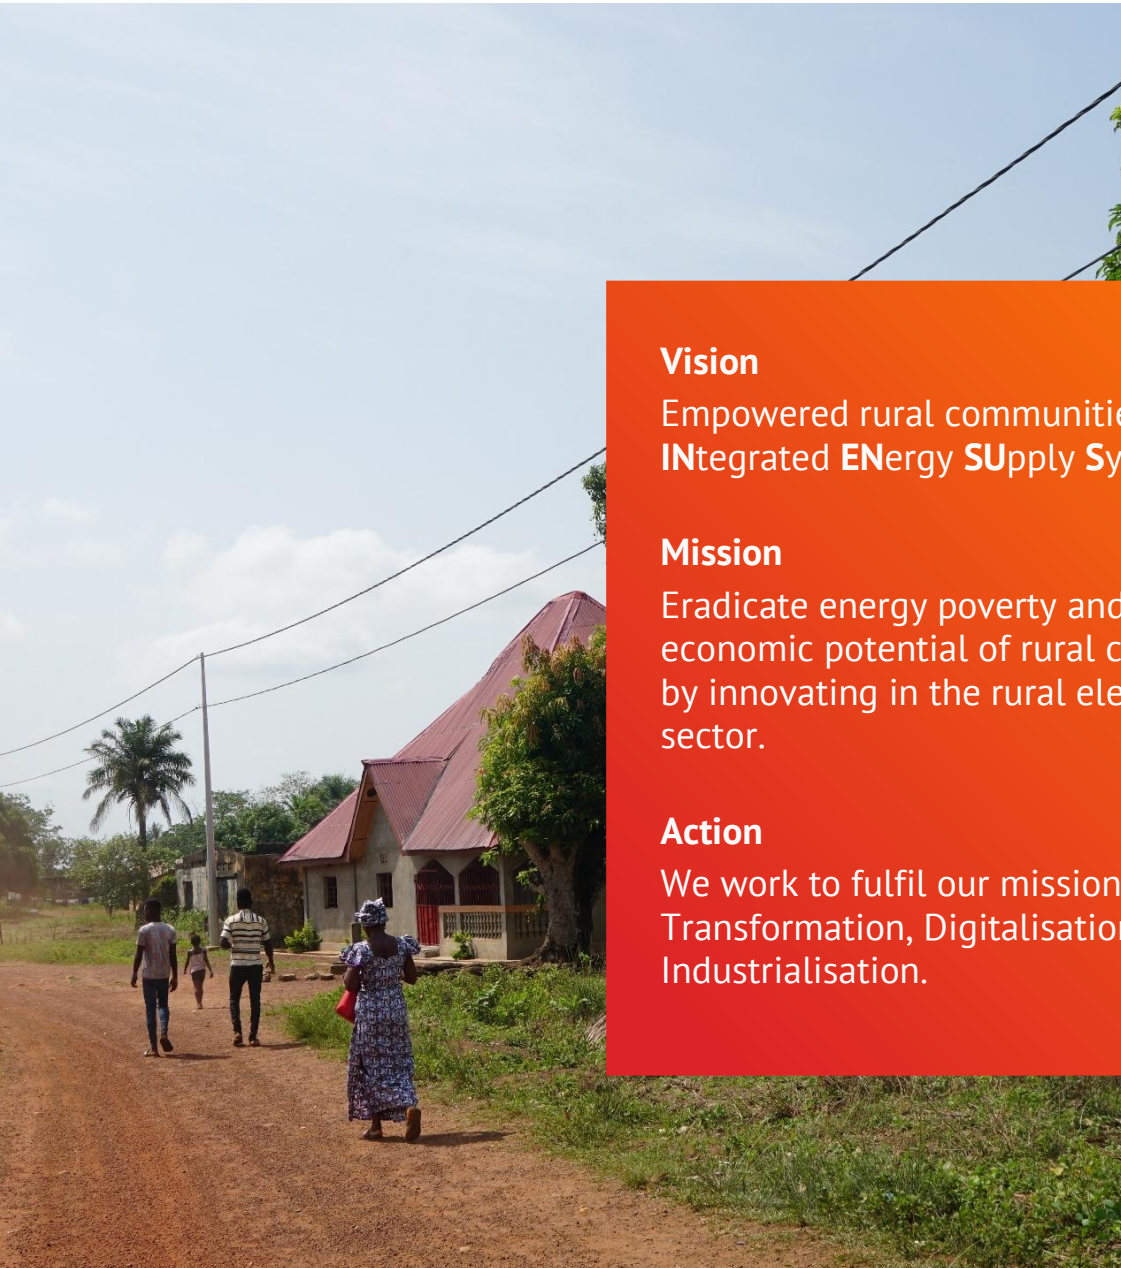 Vision
Empowered rural communitie
INtegrated ENergy SUpply Sy
Mission
Eradicate energy poverty and
economic potential of rural c
by innovating in the rural ele
sector.
Action
We work to fulfil our mission
Transformation, Digitalisation
Industrialisation.